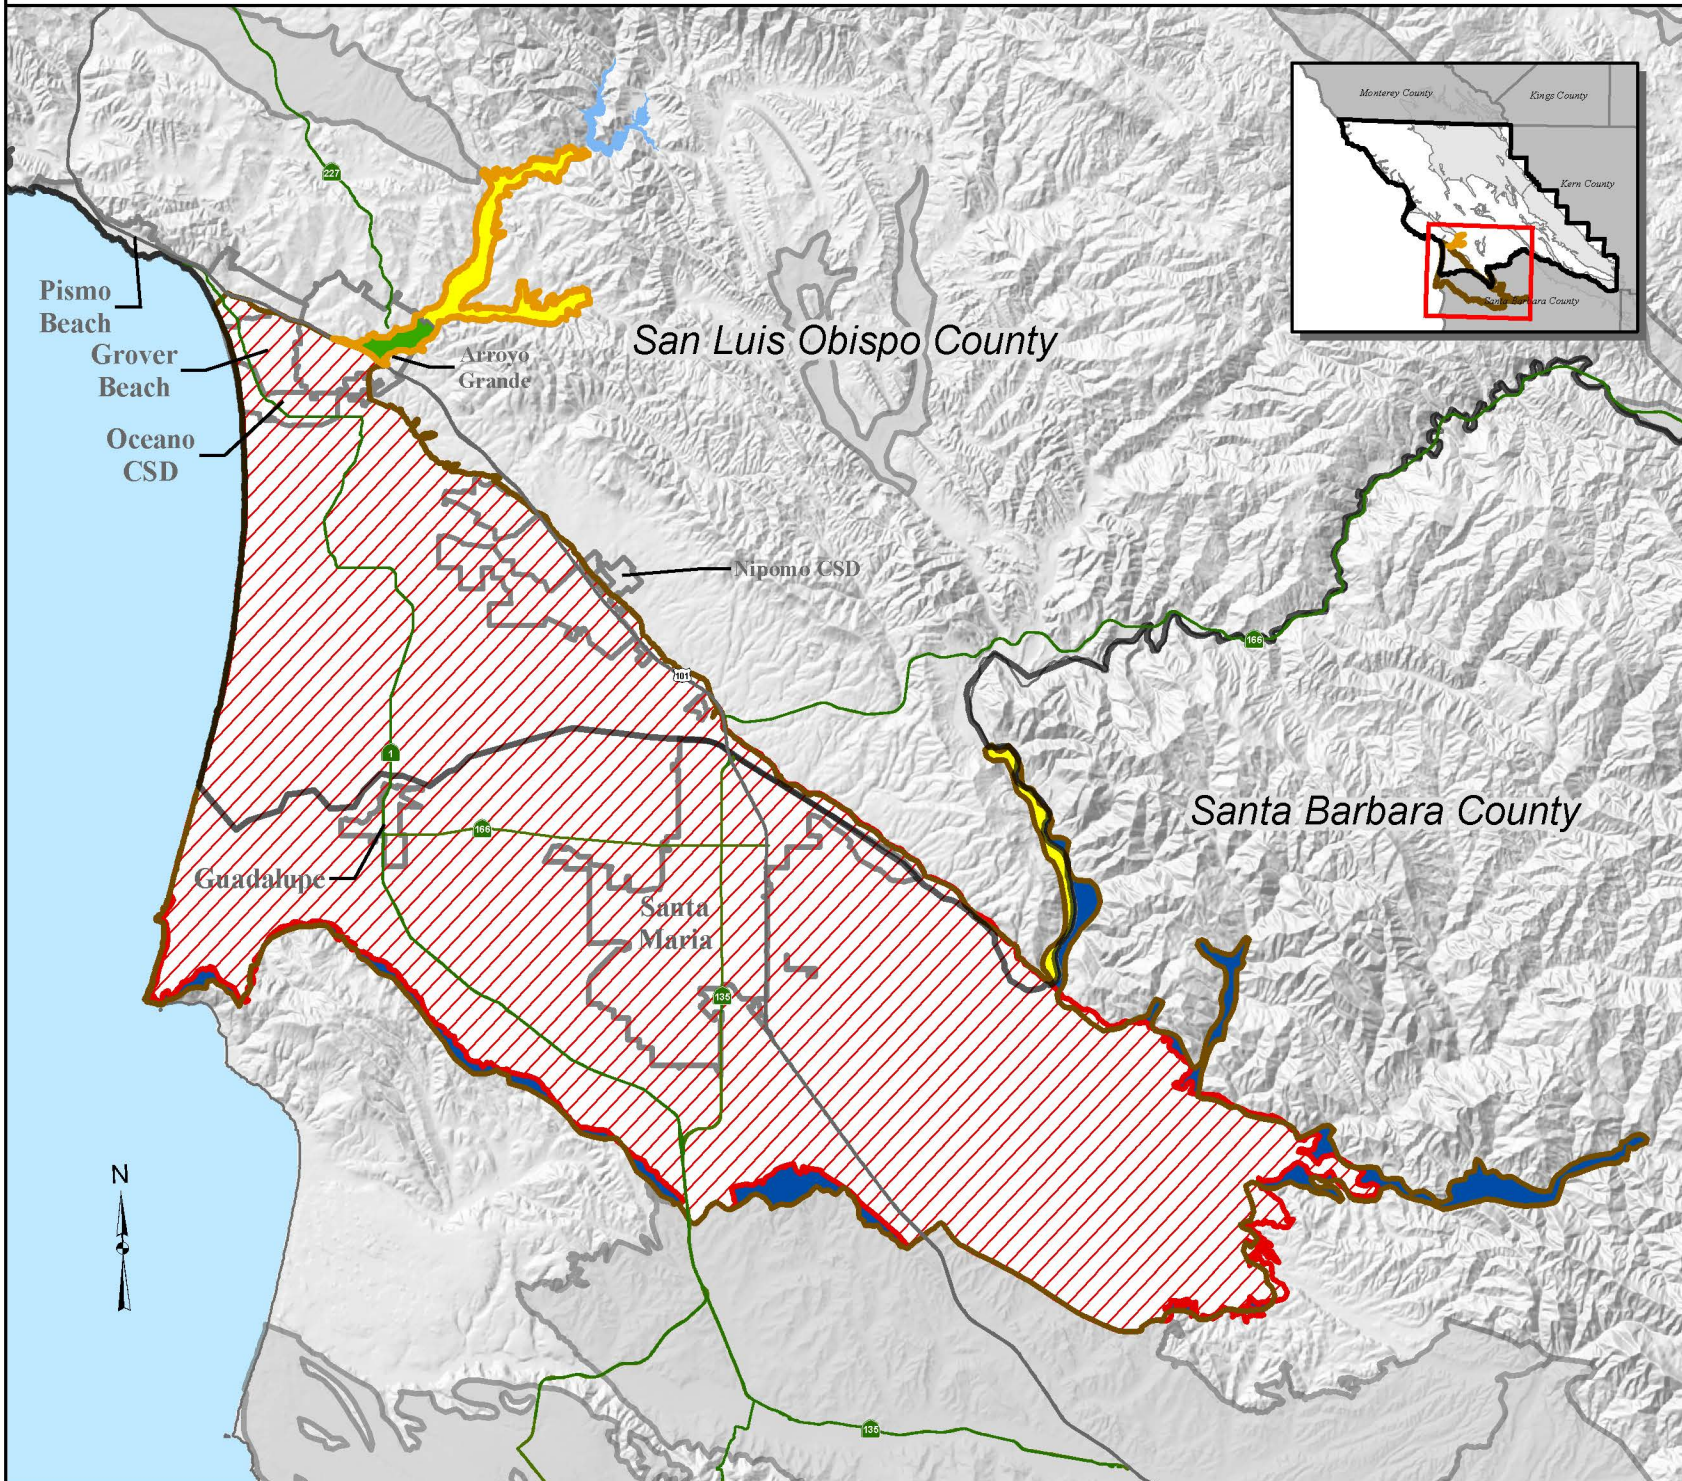 Monterey County
Kings County
Kern County
Santa Barbara County
227
Pismo
Beach
Grover
Beach
Arroyo
Grande
San Luis Obispo County
Oceano
CSD
Nipomo CSD
166
101
1
Santa Barbara County
166
Guadalupe
Santa
Maria
135
N
135